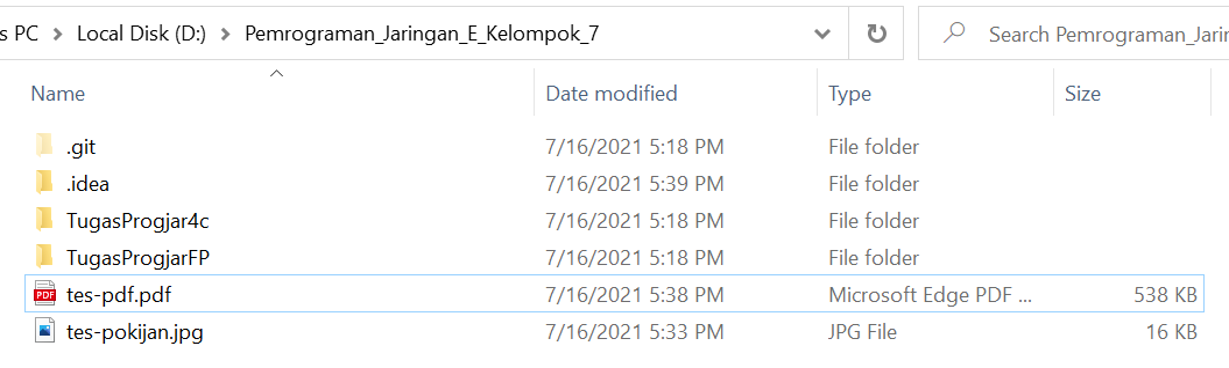 s PC > Local Disk (D:) > Pemrograman_Jaringan_E_Kelompok_7 Search Pemrograman_Jarin
Name Date modified Type Size
.git 7/16/2021 5:18 PM File folder
.idea 7/16/2021 5:39 PM File folder
TugasProgjar4c 7/16/2021 5:18 PM File folder
TugasProgjarFP 7/16/2021 5:18 PM File folder
PDF tes-pdf.pdf 7/16/2021 5:38 PM Microsoft Edge PDF ... 538 KB
tes-pokijan.jpg 7/16/2021 5:33 PM JPG File 16 KB